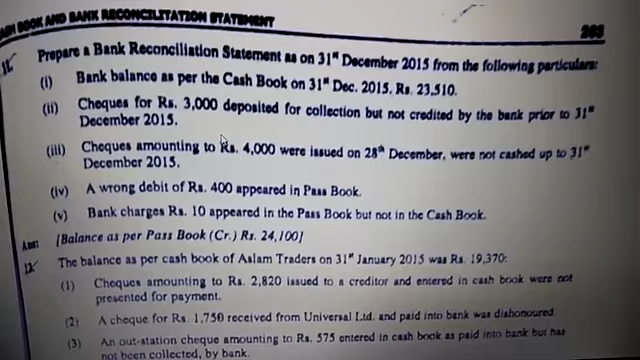 CASH BOOK AND BANK RECONCILITATION STATEMENT
203
11. Prepare a Bank Reconciliation Statement as on 31st December 2015 from the following particulars:
(i) Bank balance as per the Cash Book on 31st Dec. 2015. Rs. 23,510.
(ii) Cheques for Rs. 3,000 deposited for collection but not credited by the bank prior to 31st
December 2015.
(iii) Cheques amounting to Rs. 4,000 were issued on 28th December, were not cashed up to 31st
December 2015.
(iv) A wrong debit of Rs. 400 appeared in Pass Book.
(v) Bank charges Rs. 10 appeared in the Pass Book but not in the Cash Book.
Ans: [Balance as per Pass Book (Cr.) Rs. 24,100]
12. The balance as per cash book of Aslam Traders on 31st January 2015 was Rs. 19,370:
(1) Cheques amounting to Rs. 2,820 issued to a creditor and entered in cash book were not
presented for payment.
(2) A cheque for Rs. 1,750 received from Universal Ltd. and paid into bank was dishonoured.
(3) An out-station cheque amounting to Rs. 575 entered in cash book as paid into bank but has
not been collected, by bank.